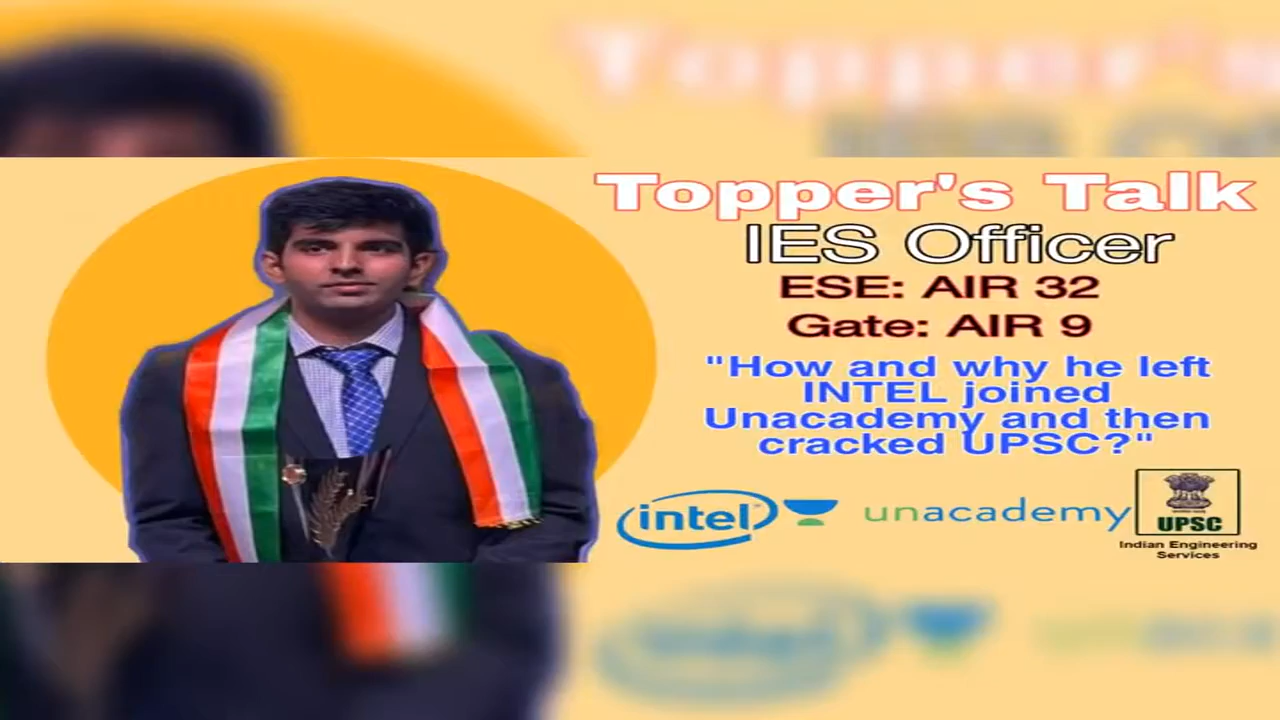 Topper's Talk
IES Officer
ESE: AIR 32
Gate: AIR 9
"How and why he left
INTEL joined
Unacademy and then
cracked UPSC?"
intel
unacademy
UPSC
Indian Engineering
Services